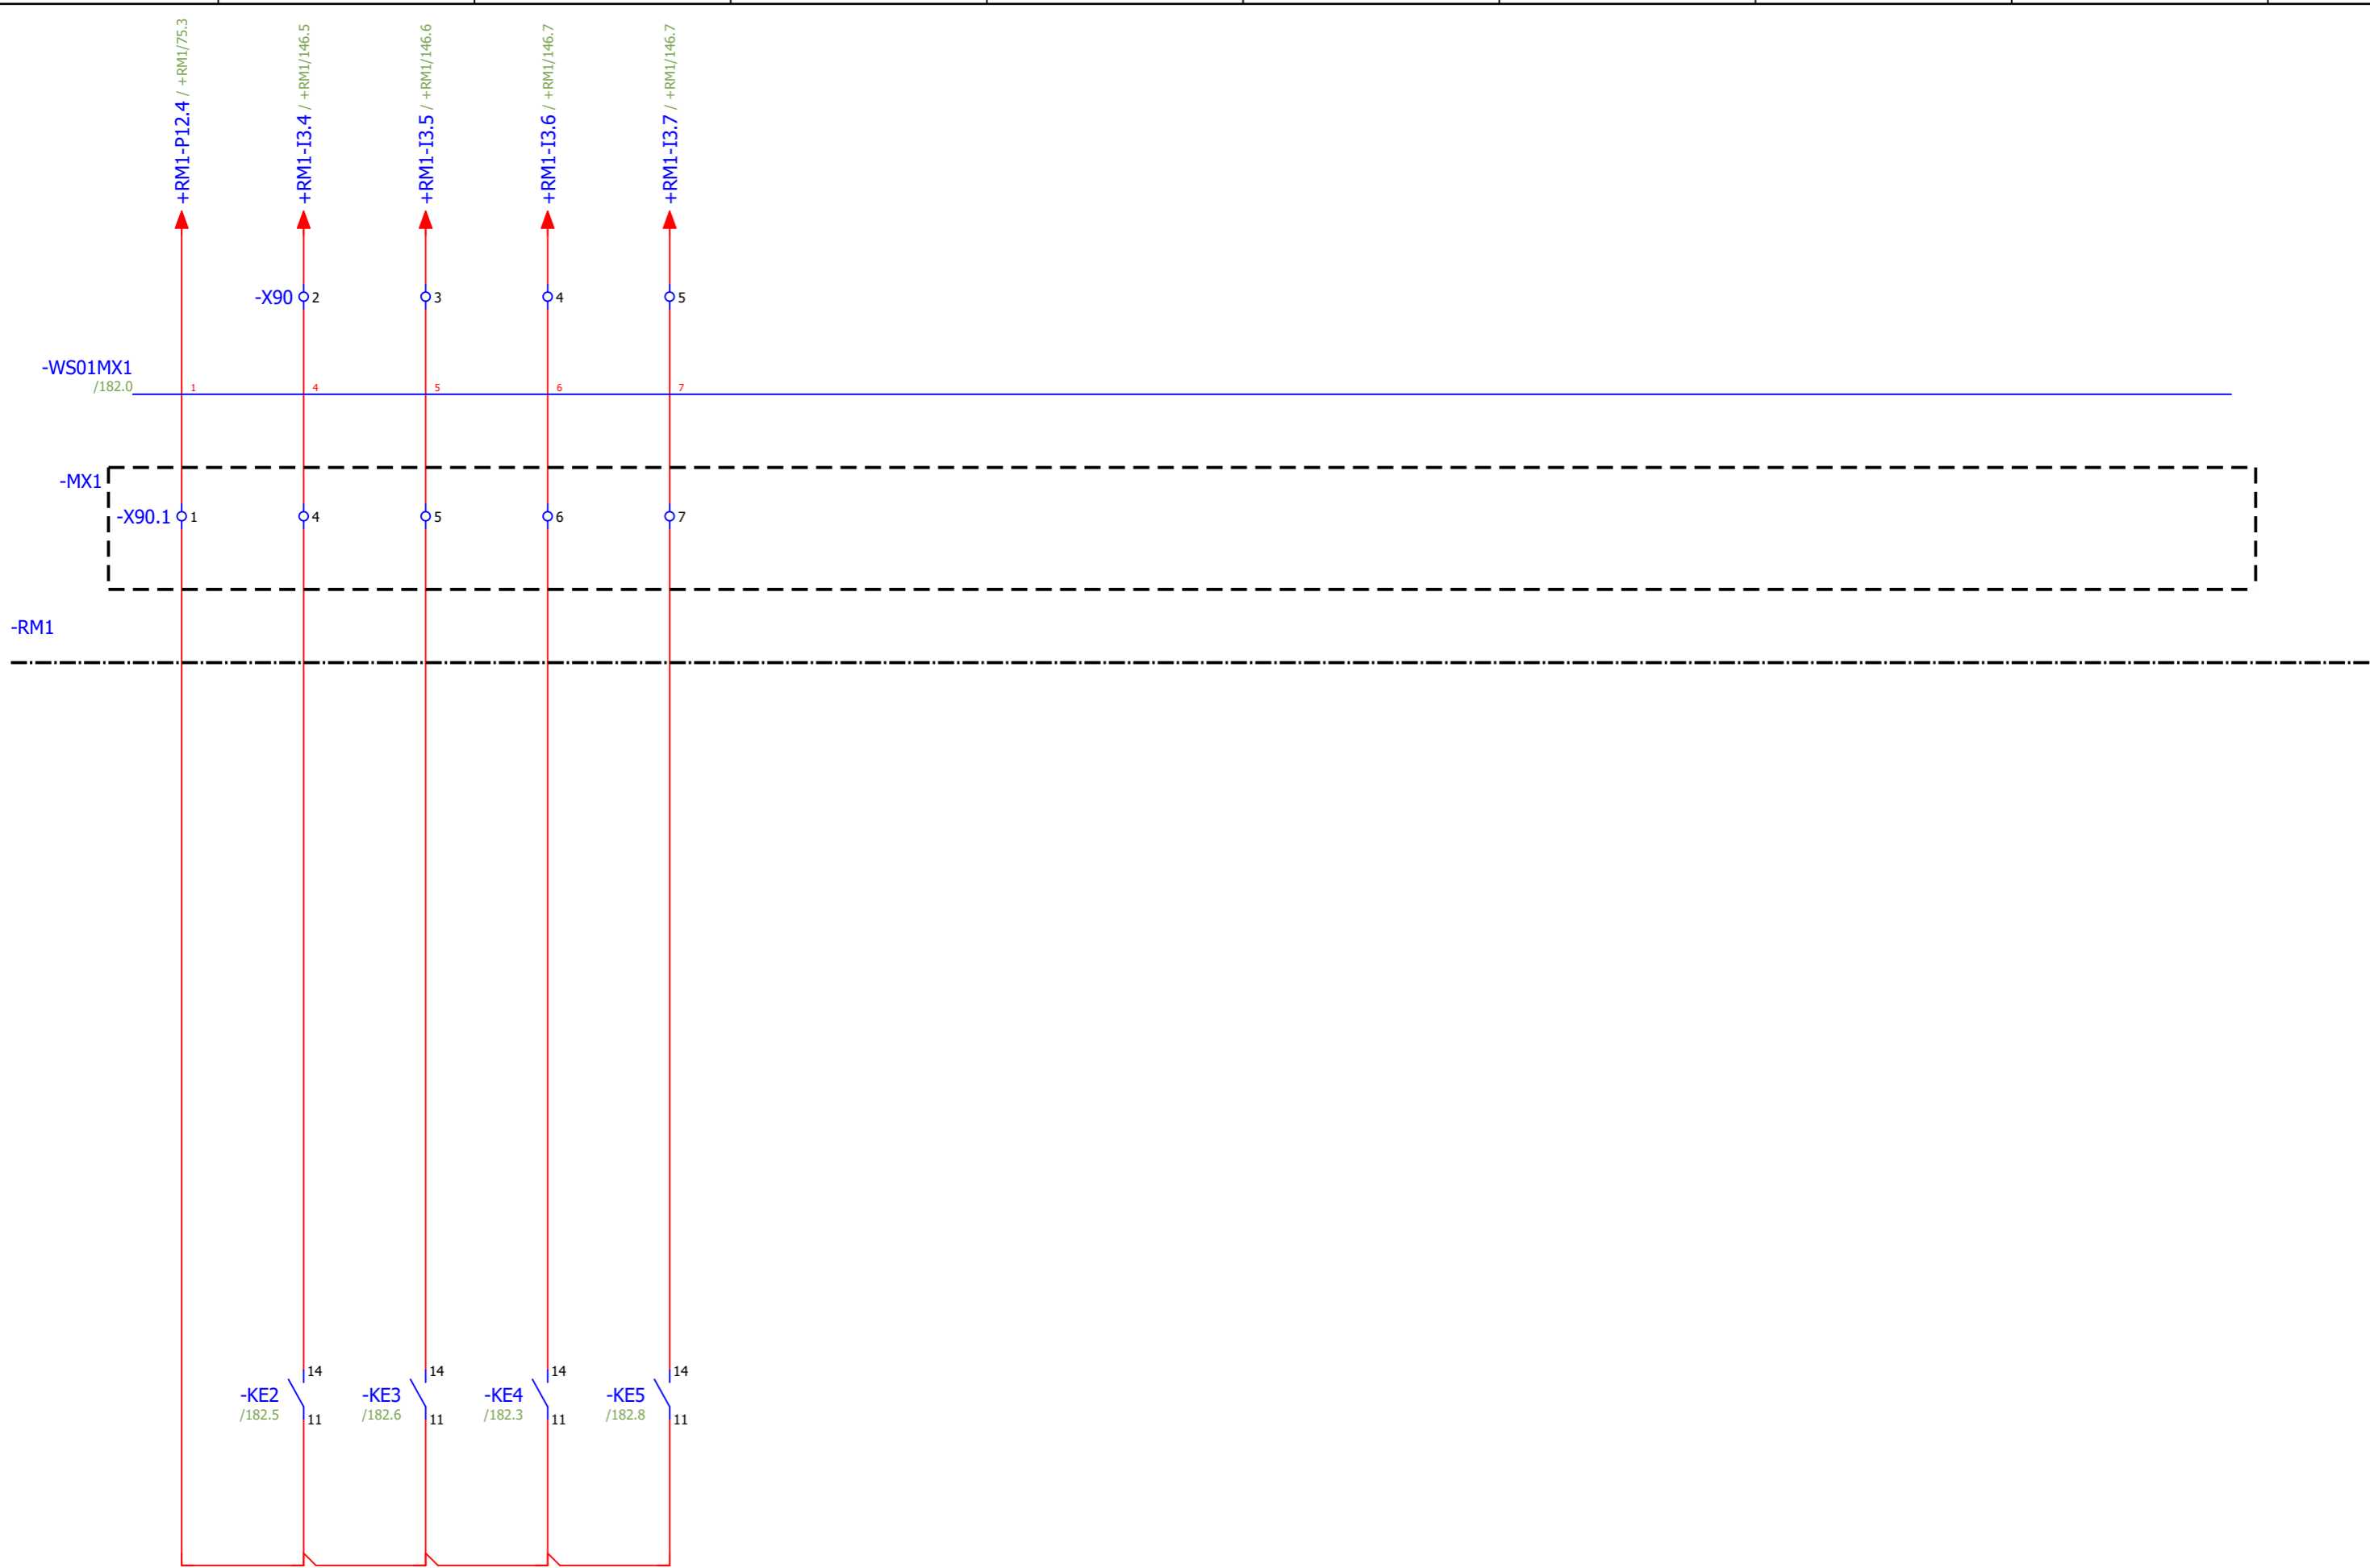 +RM1-P12.4 / +RM1/75.3
+RM1-I3.4 / +RM1/146.5
+RM1-I3.5 / +RM1/146.6
+RM1-I3.6 / +RM1/146.7
+RM1-I3.7 / +RM1/146.7
-X90 2 3 4 5
-WS01MX1
/182.0 1 4 5 6 7
-MX1
-X90.1 1 4 5 6 7
-RM1
14 14 14 14
-KE2 -KE3 -KE4 -KE5
/182.5 /182.6 /182.3 /182.8
11 11 11 11